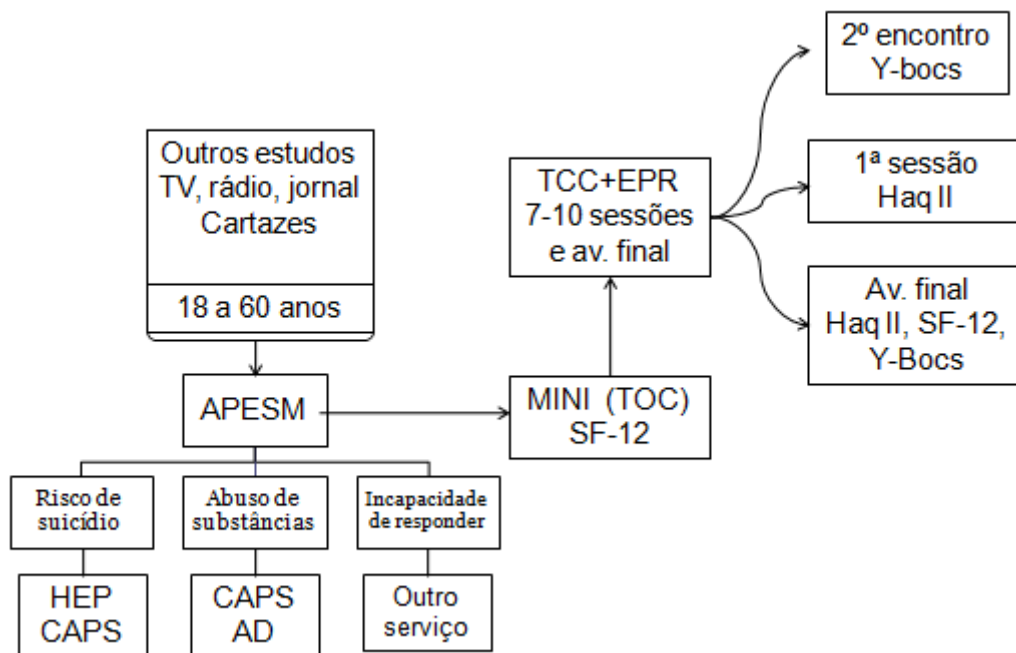 Outros estudos
TV, rádio, jornal
Cartazes
18 a 60 anos
APESM
Risco de
suicídio
Abuso de
substâncias
Incapacidade
de responder
HEP
CAPS
CAPS
AD
Outro
serviço
MINI (TOC)
SF-12
TCC+EPR
7-10 sessões
e av. final
2º encontro
Y-bocs
1ª sessão
Haq II
Av. final
Haq II, SF-12,
Y-Bocs